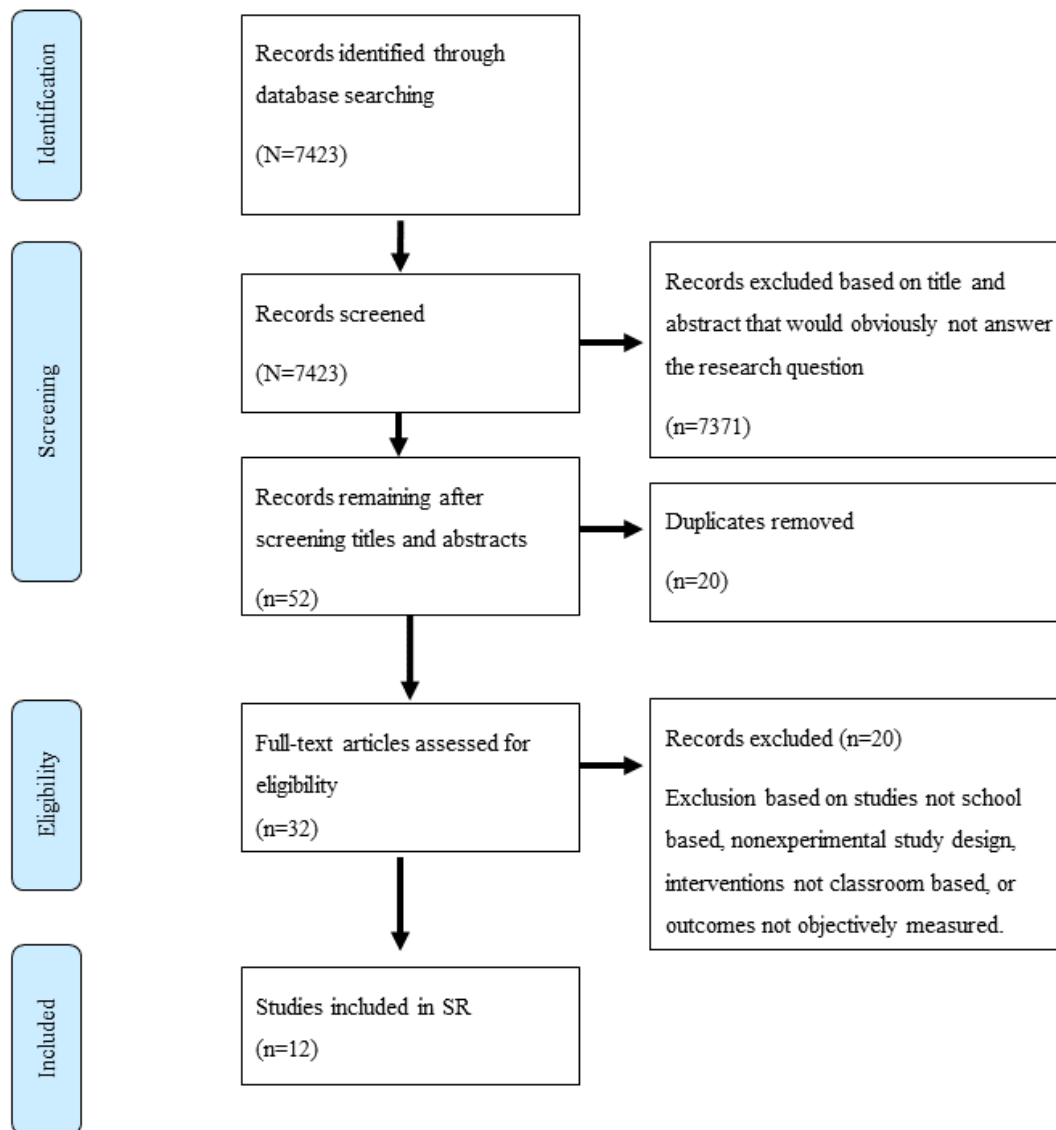 Identification
Records identified through
database searching
(N=7423)
Screening
Records screened
(N=7423)
Records excluded based on title and
abstract that would obviously not answer
the research question
(n=7371)
Records remaining after
screening titles and abstracts
(n=52)
Duplicates removed
(n=20)
Eligibility
Full-text articles assessed for
eligibility
(n=32)
Records excluded (n=20)
Exclusion based on studies not school
based, nonexperimental study design,
interventions not classroom based, or
outcomes not objectively measured.
Included
Studies included in SR
(n=12)